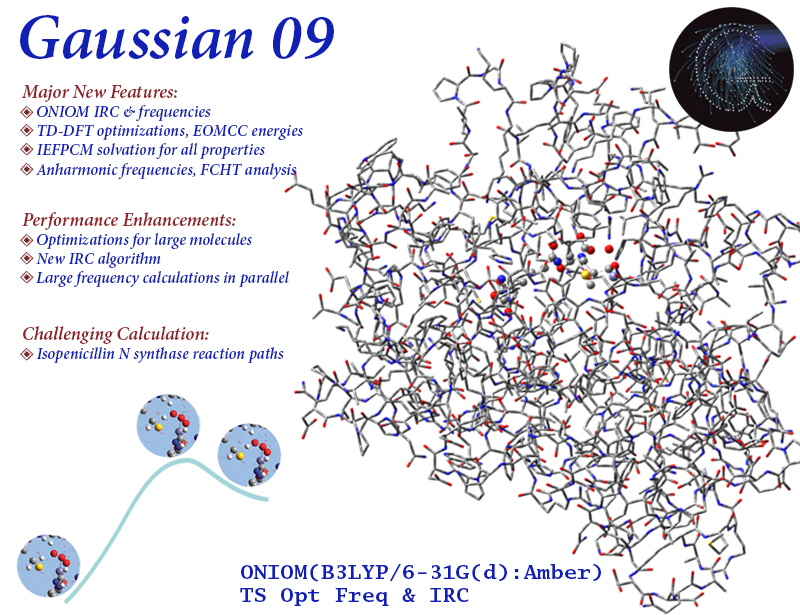 Gaussian 09
Major New Features:
ONIOM IRC & frequencies
TD-DFT optimizations, EOMCC energies
IEFPCM solvation for all properties
Anharmonic frequencies, FCHT analysis
Performance Enhancements:
Optimizations for large molecules
New IRC algorithm
Large frequency calculations in parallel
Challenging Calculation:
Isopenicillin N synthase reaction paths
ONIOM(B3LYP/6-31G(d):Amber)
TS Opt Freq & IRC